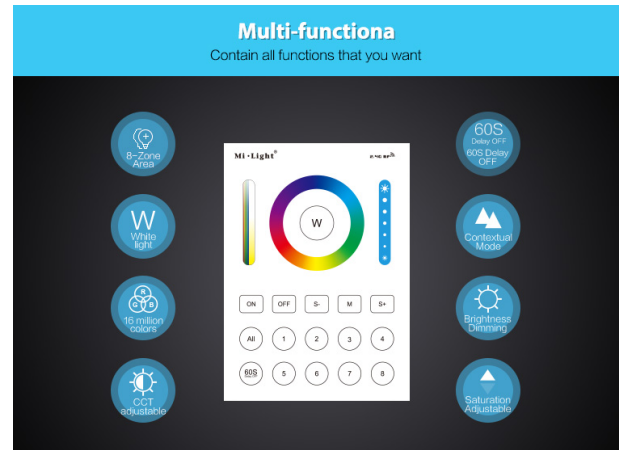 Multi-functiona
Contain all functions that you want
8-Zone
Area
W
White
light
R
G B
16 million
colors
CCT
adjustable
Mi·Light®
W
ON OFF S- M S+
All 1 2 3 4
60S
5 6 7 8
60S
Delay OFF
60S Delay
OFF
Contextual
Mode
Brightness
Dimming
Saturation
Adjustable